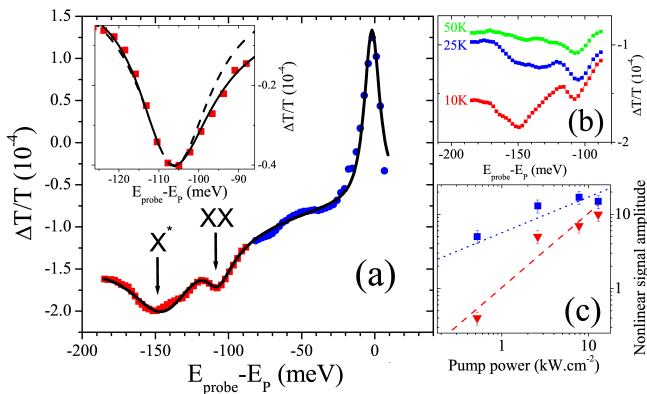 1.5
1.0
0.5
0.0
-0.5
-1.0
-1.5
-2.0
ΔT/T (10⁻⁴)
-200 -150 -100 -50 0
E_probe-E_P (meV)
(a)
X*
XX
-120 -100 -80
E_probe-E_P (meV)
-0.2
-0.4
ΔT/T (10⁻⁴)
50K
25K
10K
(b)
-200 -150 -100 -50
E_probe-E_P (meV)
-1
-2
ΔT/T (10⁻⁴)
(c)
10
1
Nonlinear signal amplitude
1 10
Pump power (kW.cm⁻²)